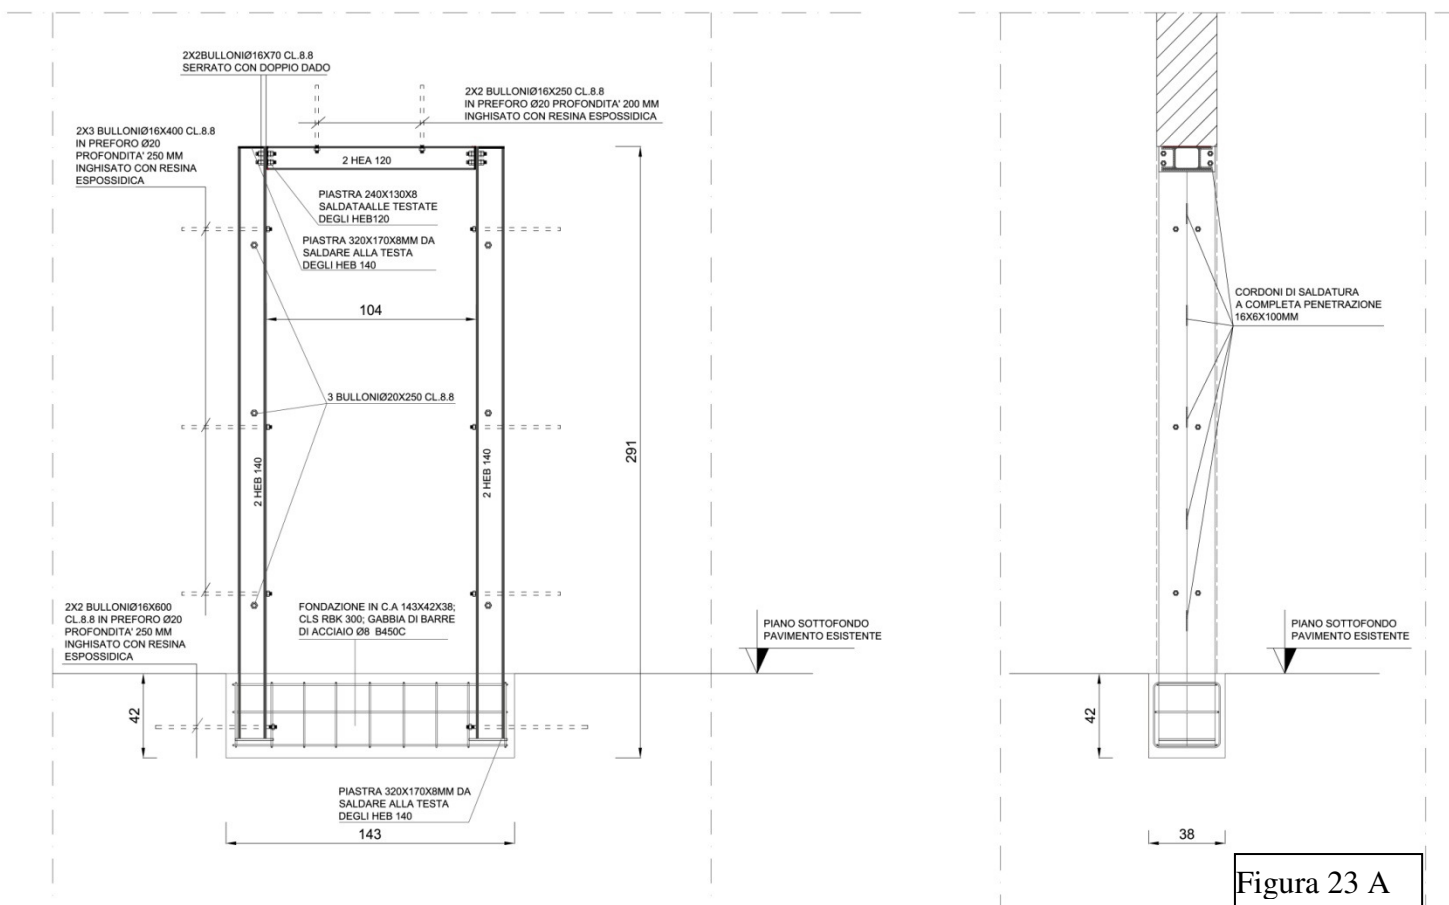 2X2BULLONIØ16X70 CL.8.8
SERRATO CON DOPPIO DADO
2X2 BULLONIØ16X250 CL.8.8
IN PREFORO Ø20 PROFONDITA' 200 MM
INGHISATO CON RESINA ESPOSSIDICA
2X3 BULLONIØ16X400 CL.8.8
IN PREFORO Ø20
PROFONDITA' 250 MM
INGHISATO CON RESINA
ESPOSSIDICA
2 HEA 120
PIASTRA 240X130X8
SALDATAALLE TESTATE
DEGLI HEB120
PIASTRA 320X170X8MM DA
SALDARE ALLA TESTA
DEGLI HEB 140
104
3 BULLONIØ20X250 CL.8.8
2 HEB 140
2 HEB 140
291
2X2 BULLONIØ16X600
CL.8.8 IN PREFORO Ø20
PROFONDITA' 250 MM
INGHISATO CON RESINA
ESPOSSIDICA
FONDAZIONE IN C.A 143X42X38;
CLS RBK 300; GABBIA DI BARRE
DI ACCIAIO Ø8 B450C
PIANO SOTTOFONDO
PAVIMENTO ESISTENTE
42
PIASTRA 320X170X8MM DA
SALDARE ALLA TESTA
DEGLI HEB 140
143
CORDONI DI SALDATURA
A COMPLETA PENETRAZIONE
16X6X100MM
PIANO SOTTOFONDO
PAVIMENTO ESISTENTE
42
38
Figura 23 A